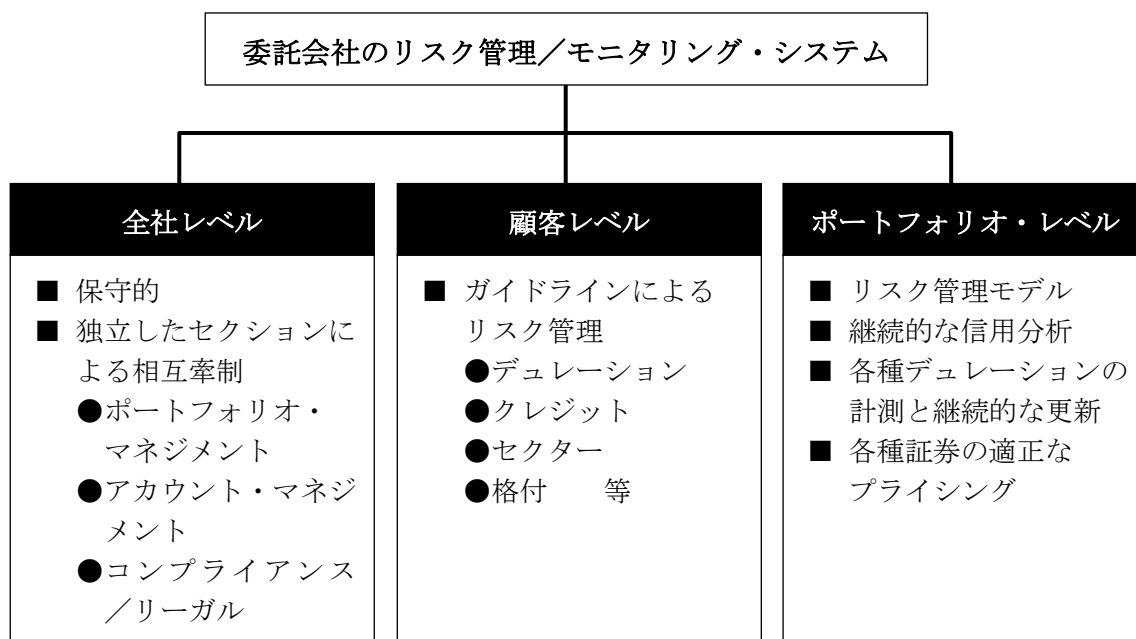 委託会社のリスク管理／モニタリング・システム
全社レベル
■ 保守的
■ 独立したセクションに
よる相互牽制
●ポートフォリオ・
マネジメント
●アカウント・マネジ
メント
●コンプライアンス
／リーガル
顧客レベル
■ ガイドラインによる
リスク管理
●デュレーション
●クレジット
●セクター
●格付　　等
ポートフォリオ・レベル
■ リスク管理モデル
■ 継続的な信用分析
■ 各種デュレーションの
計測と継続的な更新
■ 各種証券の適正な
プライシング